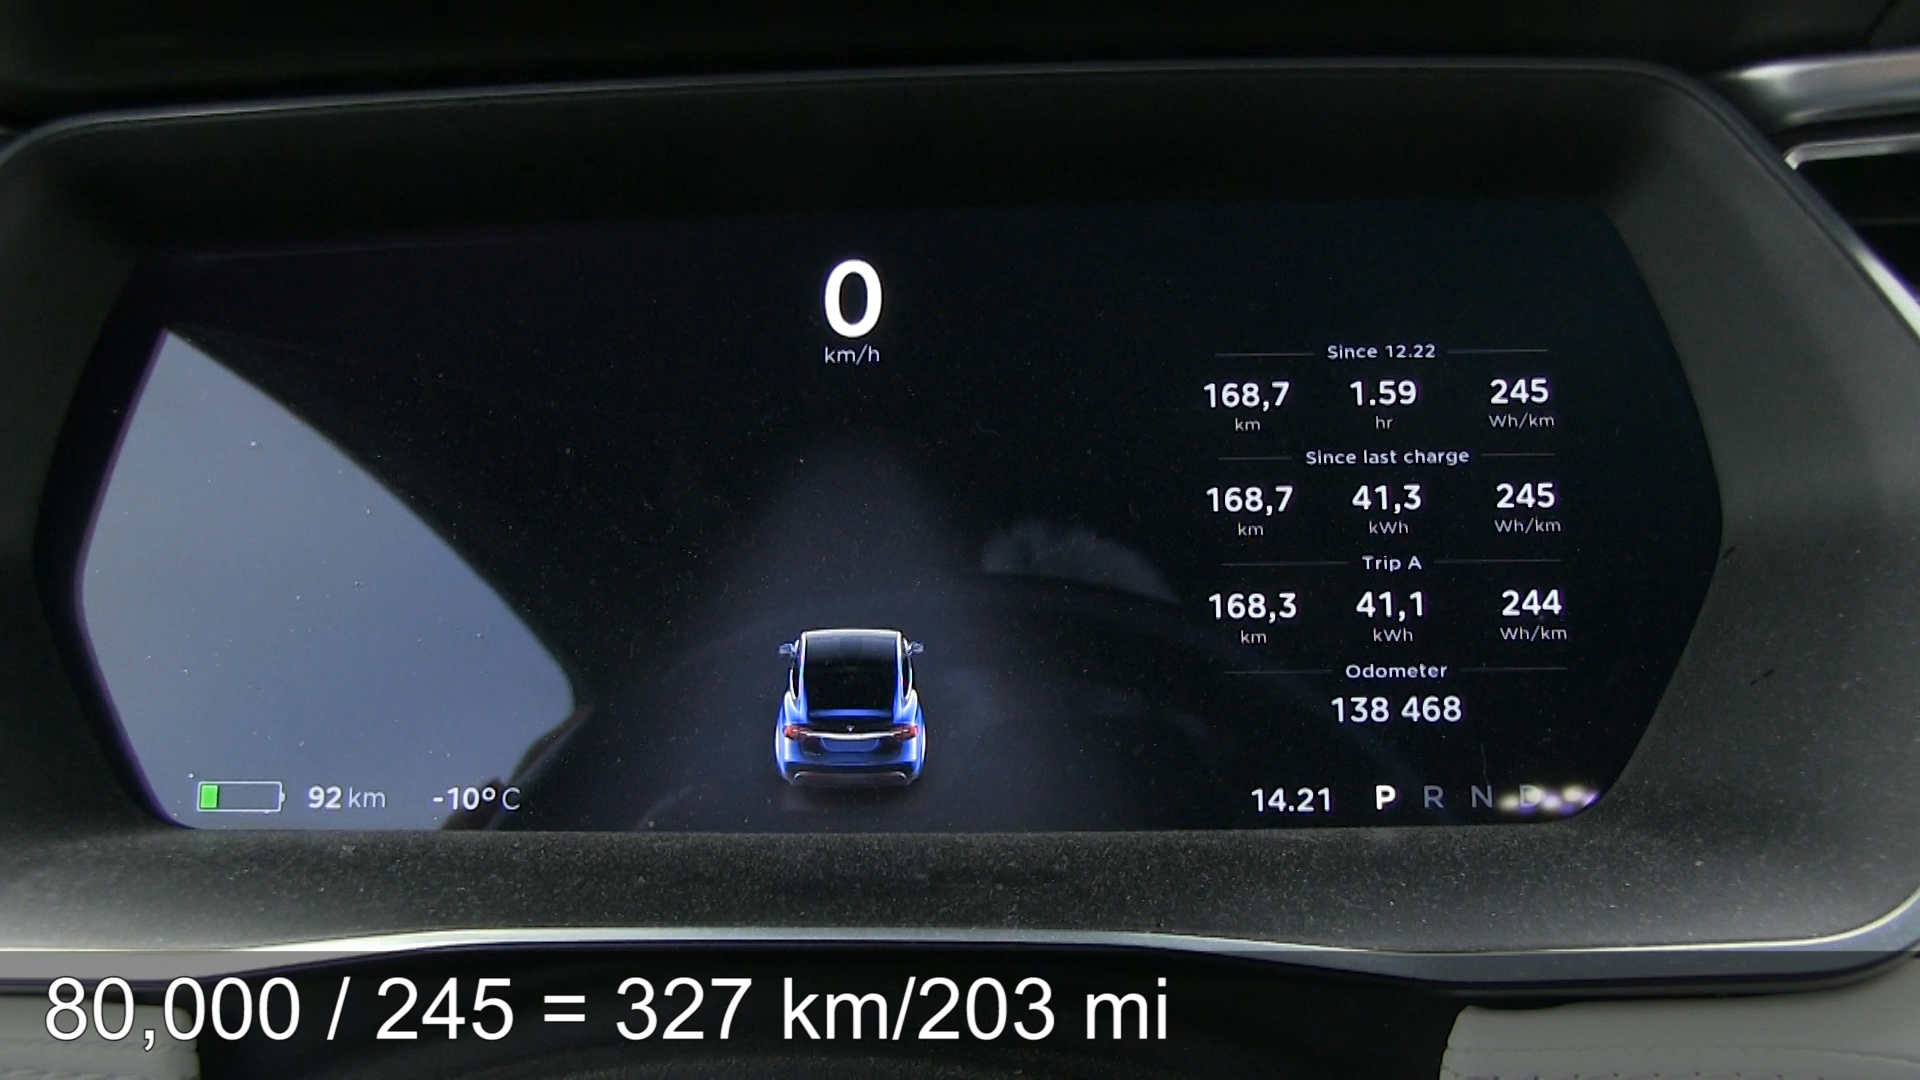 0
km/h
Since 12.22
168,7 1.59 245
km hr Wh/km
Since last charge
168,7 41,3 245
km kWh Wh/km
Trip A
168,3 41,1 244
km kWh Wh/km
Odometer
138 468
92 km -10° C 14.21 P R N D
80,000 / 245 = 327 km/203 mi